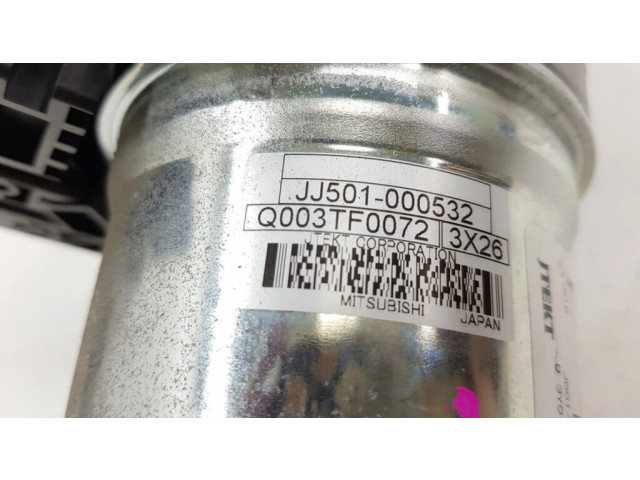 JJ501-000532
Q003TF0072 3X26
JTEKT CORPORATION
MITSUBISHI JAPAN
JTEKT